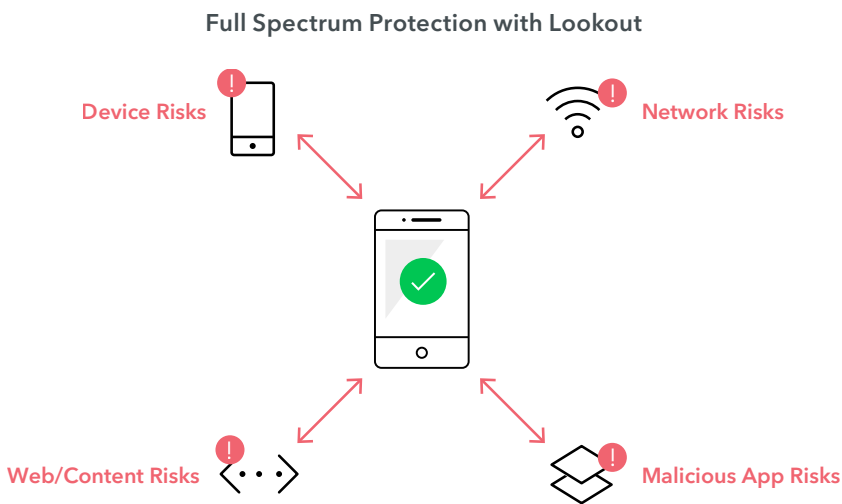 Full Spectrum Protection with Lookout
Device Risks
Network Risks
Web/Content Risks
Malicious App Risks